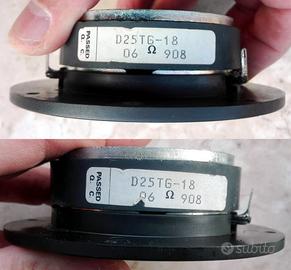 PASSED
Q. C
D25TG-18
06 Ω 908
PASSED
Q. C
D25TG-18
06 Ω 908
subito